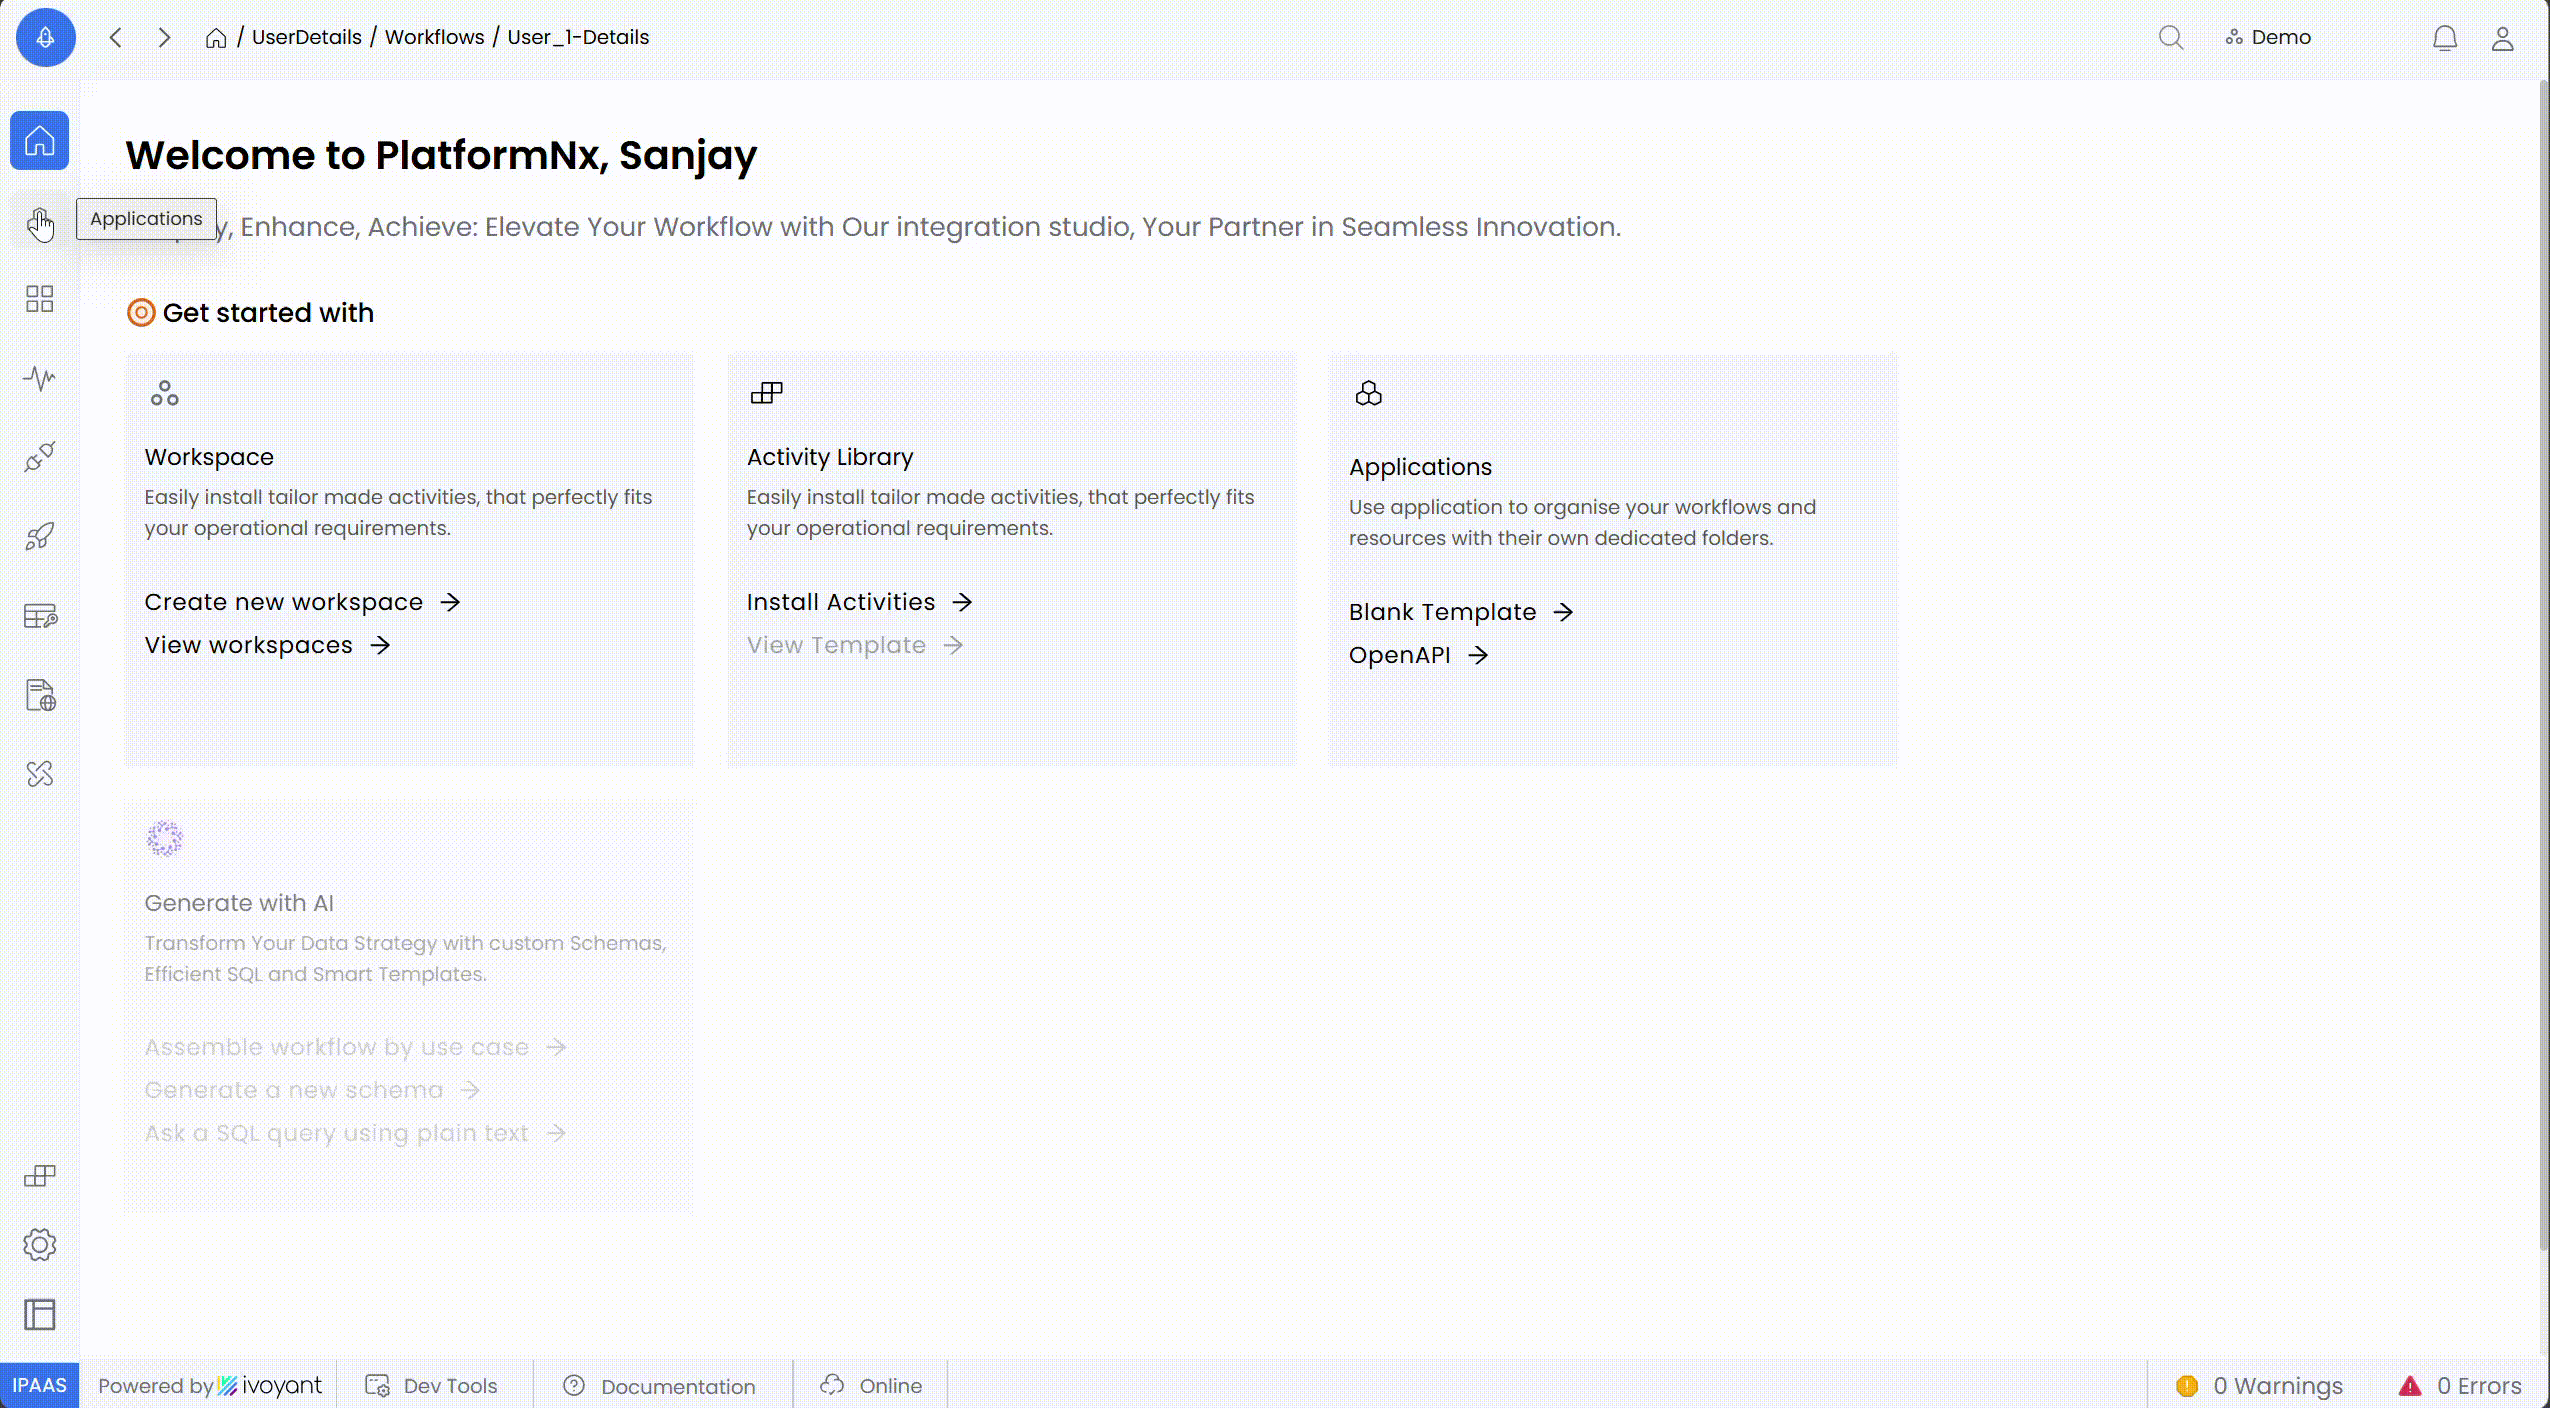 / UserDetails / Workflows / User_1-Details
Demo
Welcome to PlatformNx, Sanjay
Applications
y, Enhance, Achieve: Elevate Your Workflow with Our integration studio, Your Partner in Seamless Innovation.
Get started with
Workspace
Easily install tailor made activities, that perfectly fits
your operational requirements.
Create new workspace
View workspaces
Activity Library
Easily install tailor made activities, that perfectly fits
your operational requirements.
Install Activities
View Template
Applications
Use application to organise your workflows and
resources with their own dedicated folders.
Blank Template
OpenAPI
Generate with AI
Transform Your Data Strategy with custom Schemas,
Efficient SQL and Smart Templates.
Assemble workflow by use case
Generate a new schema
Ask a SQL query using plain text
IPAAS
Powered by ivoyant
Dev Tools
Documentation
Online
0 Warnings
0 Errors